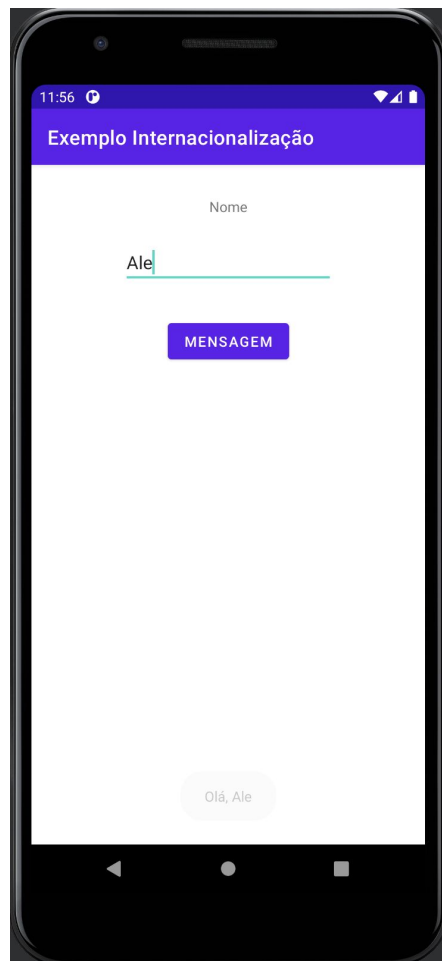 11:56
Exemplo Internacionalização
Nome
Ale
MENSAGEM
Olá, Ale